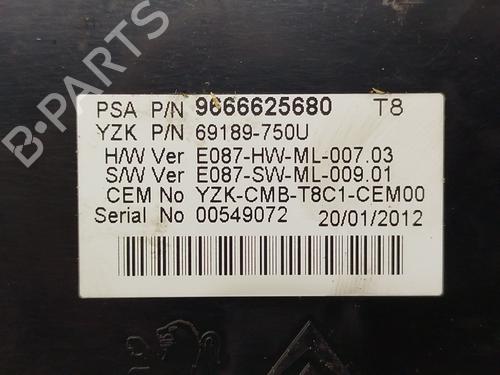 PSA P/N 9666625680 T8
YZK P/N 69189-750U
H/W Ver E087-HW-ML-007.03
S/W Ver E087-SW-ML-009.01
CEM No YZK-CMB-T8C1-CEM00
Serial No 00549072 20/01/2012